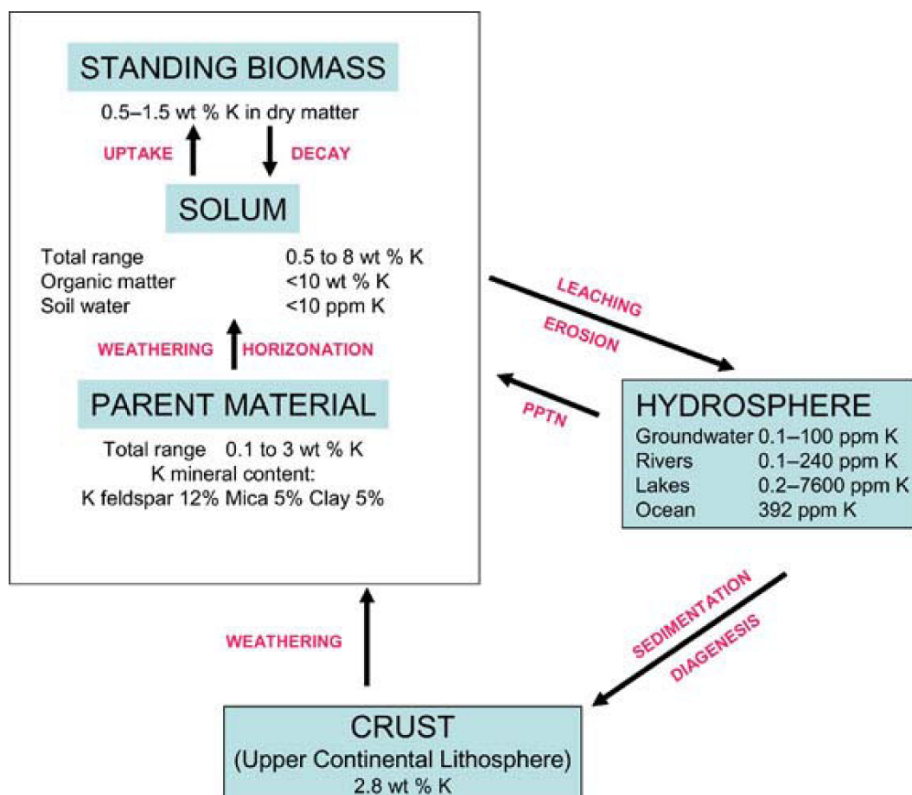 STANDING BIOMASS
0.5–1.5 wt % K in dry matter
UPTAKE
DECAY
SOLUM
Total range 0.5 to 8 wt % K
Organic matter <10 wt % K
Soil water <10 ppm K
WEATHERING HORIZONATION
PARENT MATERIAL
Total range 0.1 to 3 wt % K
K mineral content:
K feldspar 12% Mica 5% Clay 5%
LEACHING
EROSION
PPTN
HYDROSPHERE
Groundwater 0.1–100 ppm K
Rivers 0.1–240 ppm K
Lakes 0.2–7600 ppm K
Ocean 392 ppm K
SEDIMENTATION
DIAGENESIS
WEATHERING
CRUST
(Upper Continental Lithosphere)
2.8 wt % K